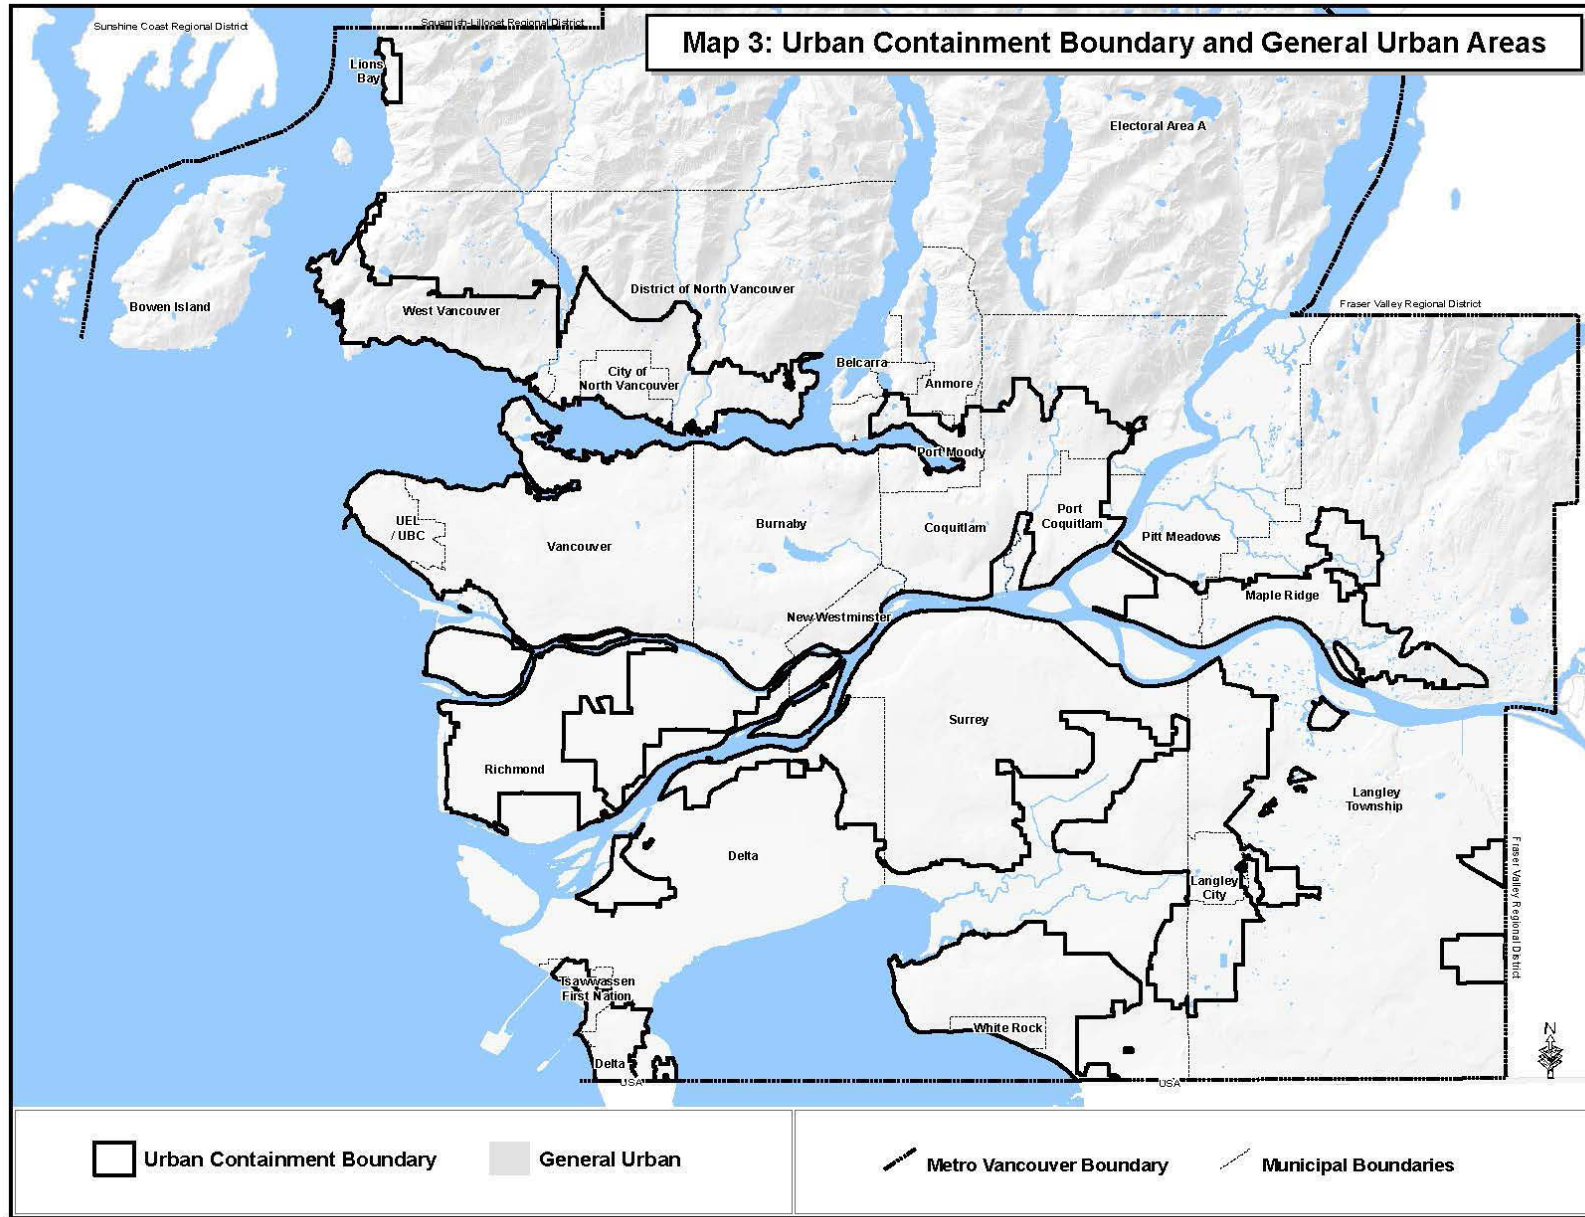 Sunshine Coast Regional District
Squamish-Lillooet Regional District
Map 3: Urban Containment Boundary and General Urban Areas
Lions
Bay
Electoral Area A
Bowen Island
District of North Vancouver
West Vancouver
Fraser Valley Regional District
Belcarra
City of
North Vancouver
Anmore
Port Moody
UEL
/ UBC
Vancouver
Burnaby
Coquitlam
Port
Coquitlam
Pitt Meadows
Maple Ridge
New Westminster
Surrey
Richmond
Langley
Township
Delta
Langley
City
Fraser Valley Regional District
Tsawwassen
First Nation
White Rock
N
Delta
USA
USA
Urban Containment Boundary
General Urban
Metro Vancouver Boundary
Municipal Boundaries